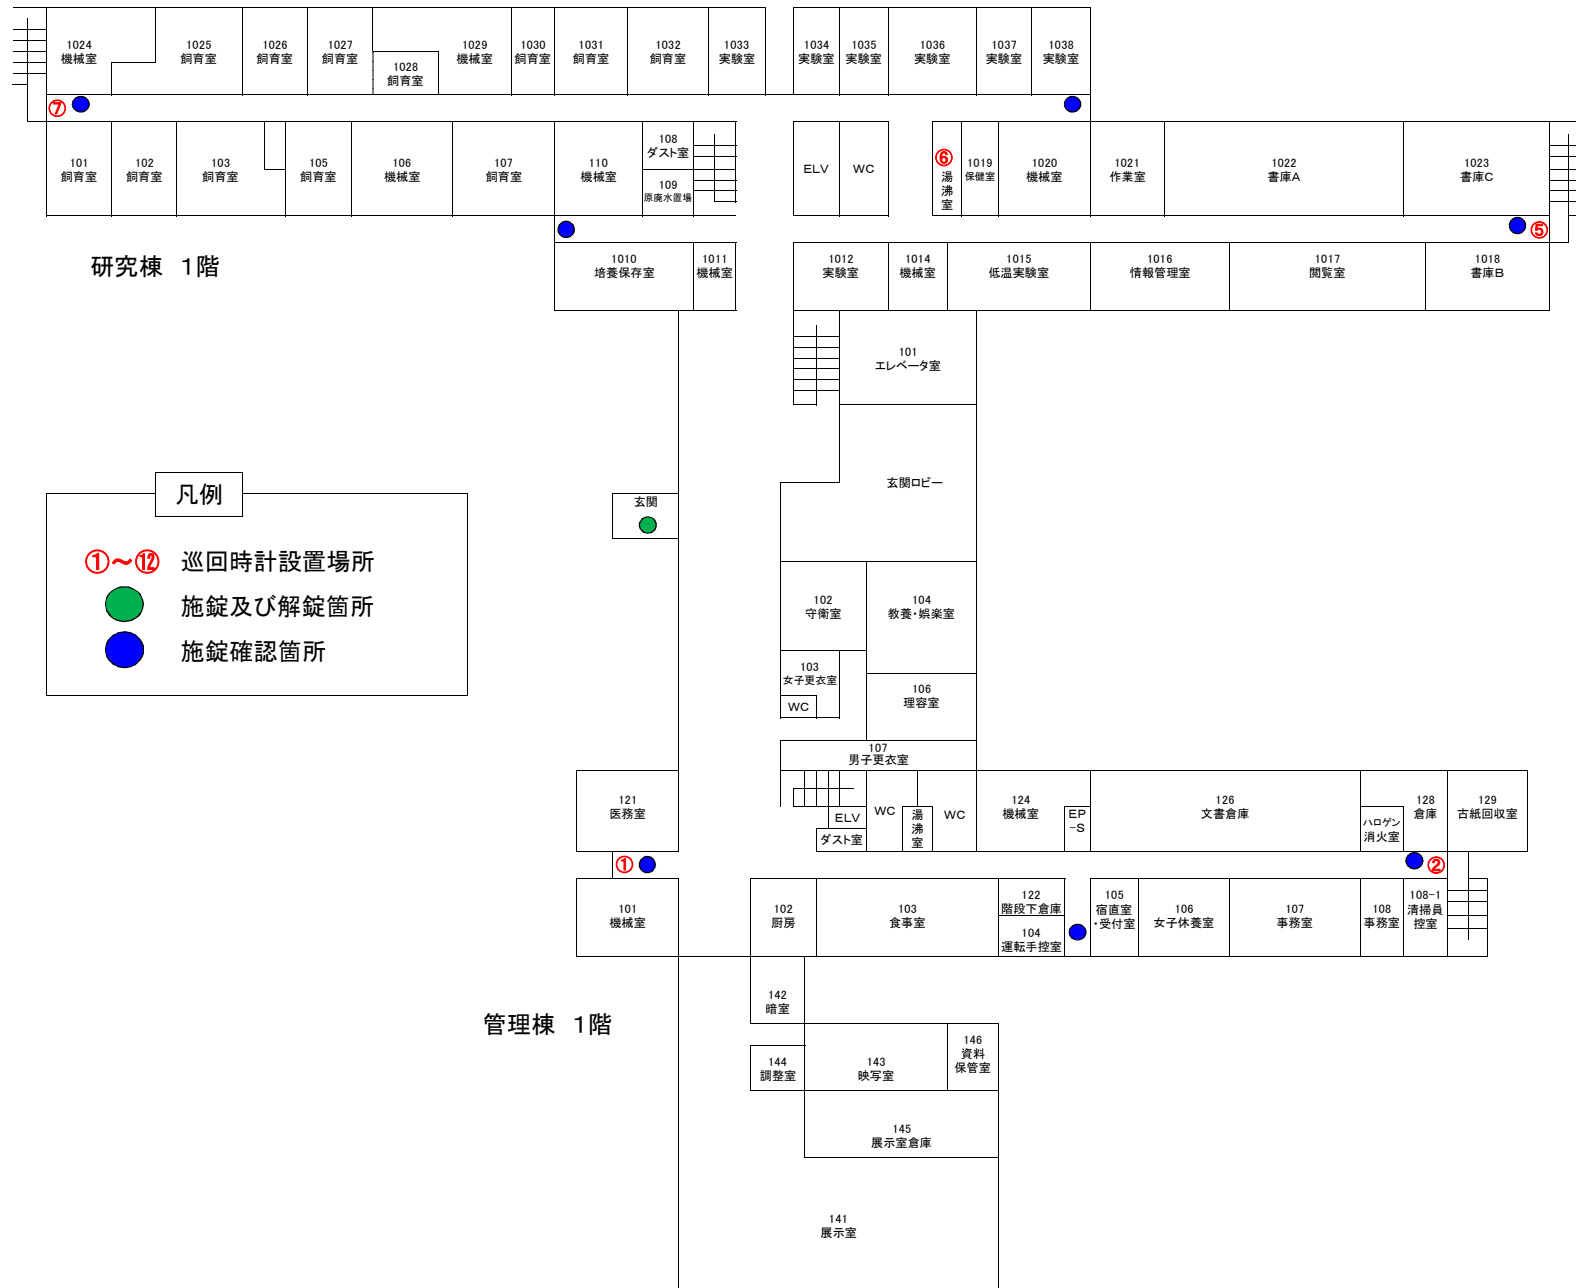 1024
機械室
1025
飼育室
1026
飼育室
1027
飼育室
1028
飼育室
1029
機械室
1030
飼育室
1031
飼育室
1032
飼育室
1033
実験室
1034
実験室
1035
実験室
1036
実験室
1037
実験室
1038
実験室
⑦
101
飼育室
102
飼育室
103
飼育室
105
飼育室
106
機械室
107
飼育室
110
機械室
108
ダスト室
109
原廃水置場
ELV
WC
⑥
湯
沸
室
1019
保健室
1020
機械室
1021
作業室
1022
書庫A
1023
書庫C
⑤
研究棟 1階
1010
培養保存室
1011
機械室
1012
実験室
1014
機械室
1015
低温実験室
1016
情報管理室
1017
閲覧室
1018
書庫B
101
エレベータ室
玄関ロビー
玄関
凡例
①～⑫ 巡回時計設置場所
施錠及び解錠箇所
施錠確認箇所
102
守衛室
104
教養・娯楽室
103
女子更衣室
WC
106
理容室
107
男子更衣室
121
医務室
ELV
ダスト室
WC
湯
沸
室
WC
124
機械室
EP
-S
126
文書倉庫
ハロゲン
消火室
128
倉庫
129
古紙回収室
①
②
101
機械室
102
厨房
103
食事室
122
階段下倉庫
104
運転手控室
105
宿直室
・受付室
106
女子休養室
107
事務室
108
事務室
108-1
清掃員
控室
管理棟 1階
142
暗室
144
調整室
143
映写室
146
資料
保管室
145
展示室倉庫
141
展示室